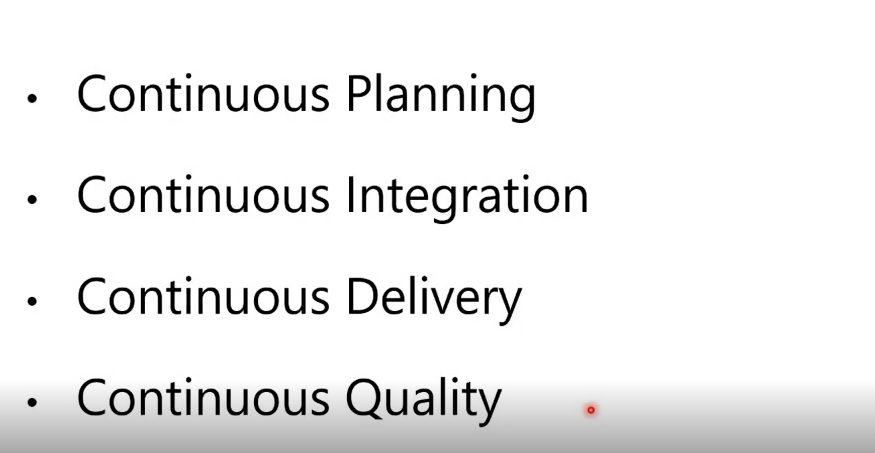 • Continuous Planning
• Continuous Integration
• Continuous Delivery
• Continuous Quality